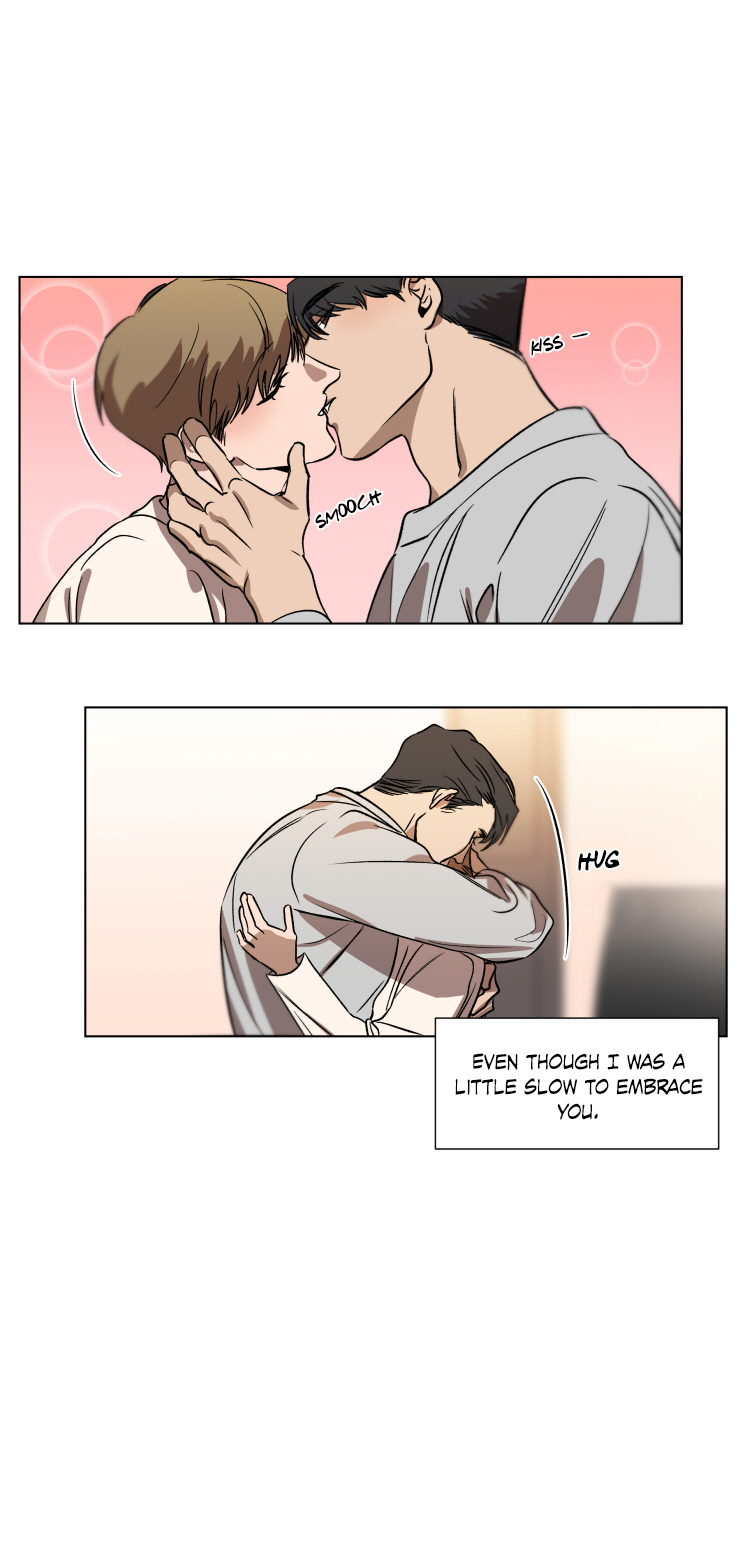 KISS –
SMOOCH
HUG
EVEN THOUGH I WAS A
LITTLE SLOW TO EMBRACE
YOU.